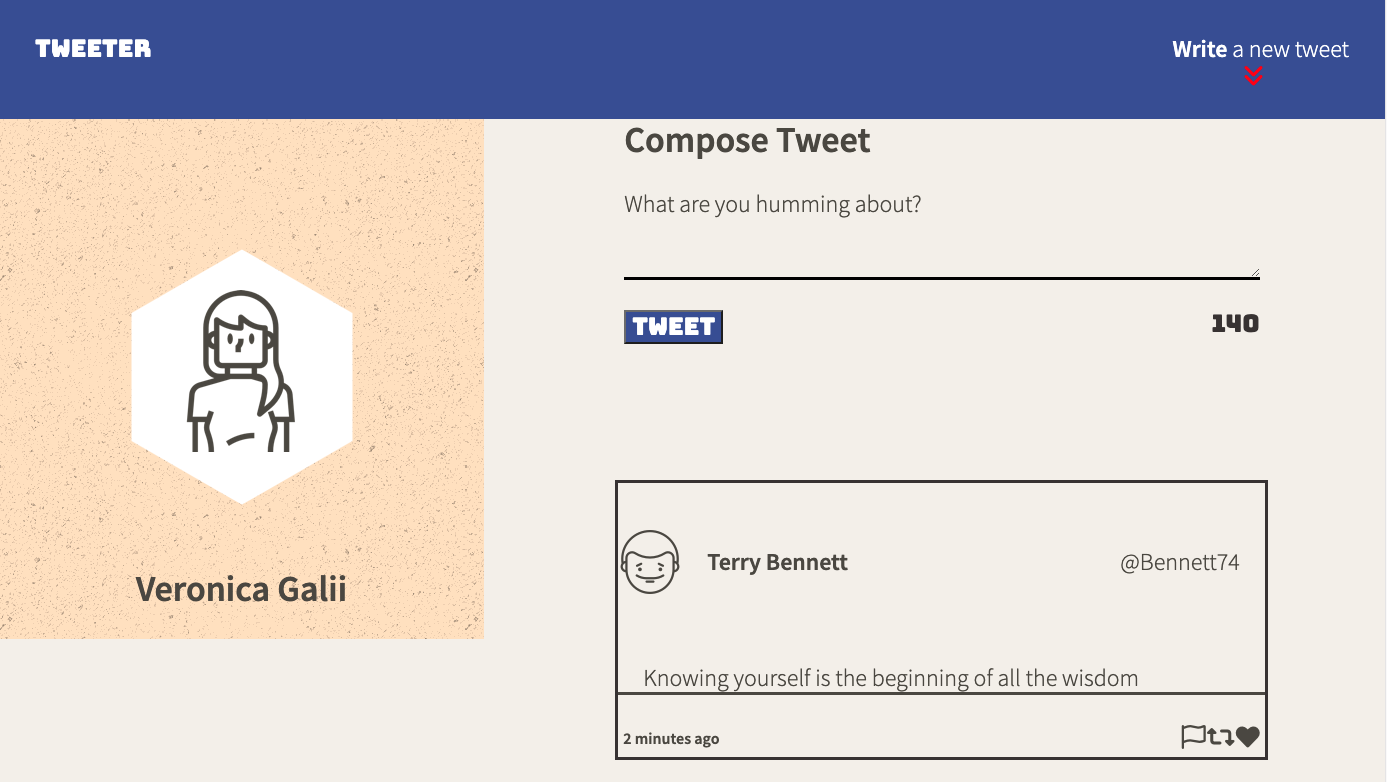 TWEETER
Write a new tweet
Compose Tweet
What are you humming about?
TWEET
140
Veronica Galii
Terry Bennett
@Bennett74
Knowing yourself is the beginning of all the wisdom
2 minutes ago